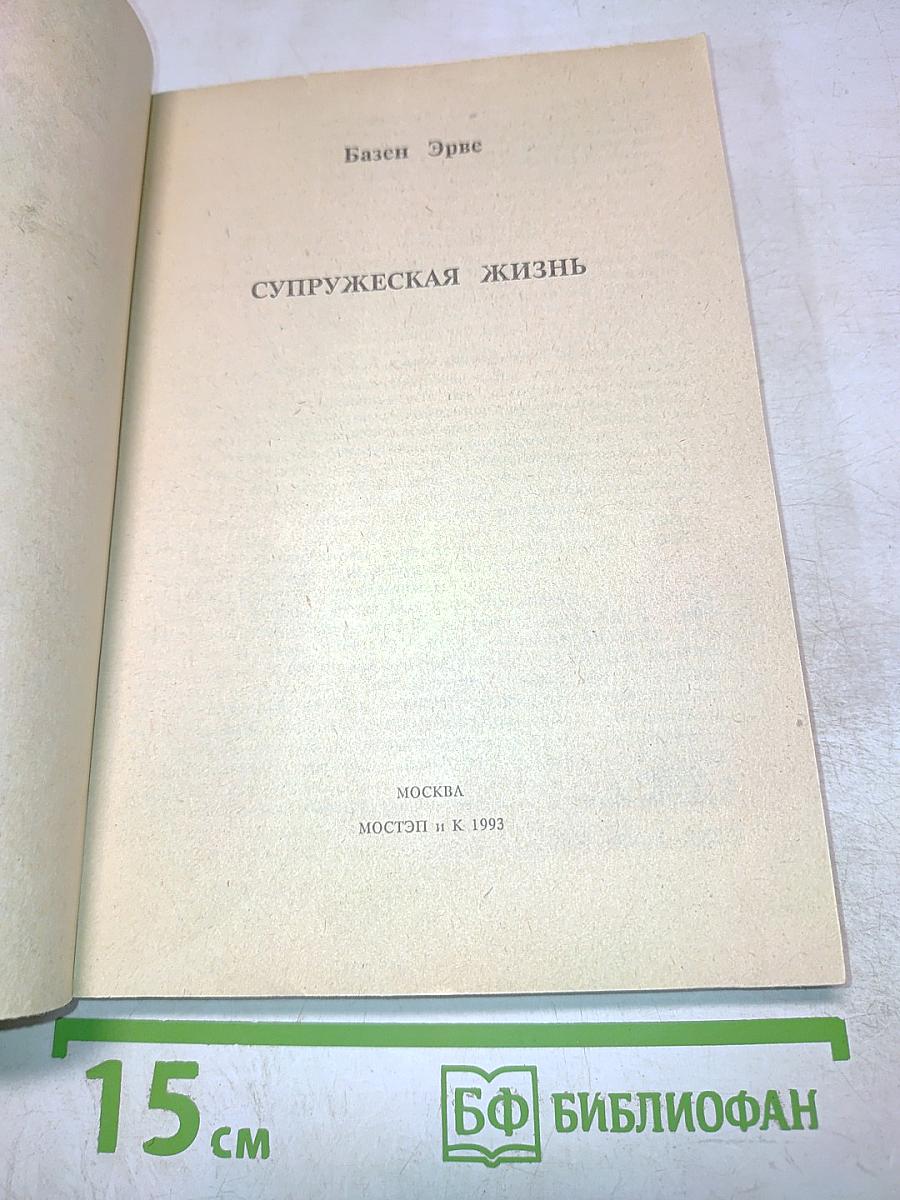 Базен Эрве
СУПРУЖЕСКАЯ ЖИЗНЬ
МОСКВА
МОСТЭП и К 1993
15 см
БФ БИБЛИОФАН